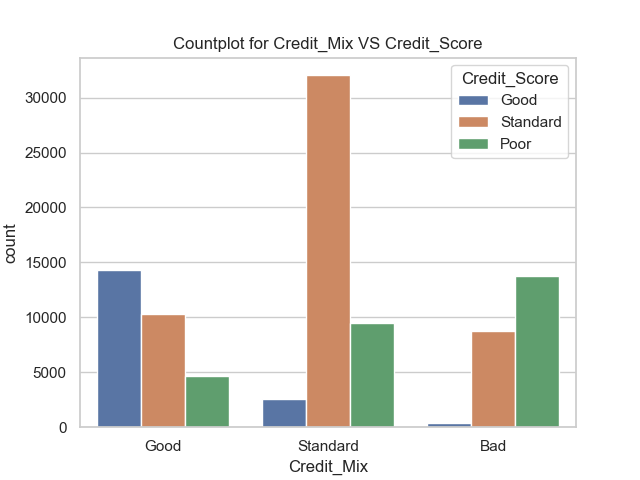 Countplot for Credit_Mix VS Credit_Score
Credit_Score
Good
Standard
Poor
30000
25000
20000
15000
10000
5000
0
count
Good
Standard
Bad
Credit_Mix